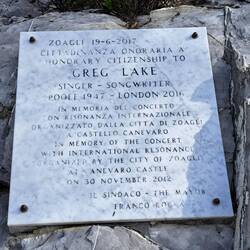 ZOAGLI 19-6-2017
CITTADINANZA ONORARIA A
HONORARY CITIZENSHIP TO
GREG LAKE
SINGER - SONGWRITER
POOLE 1947 - LONDON 2016
IN MEMORIA DEL CONCERTO
CON RISONANZA INTERNAZIONALE
ORGANIZZATO DALLA CITTÀ DI ZOAGLI
A CASTELLO CANEVARO
IN MEMORY OF THE CONCERT
WITH INTERNATIONAL RESONANCE
ORGANIZED BY THE CITY OF ZOAGLI
AT CANEVARO CASTLE
ON 30 NOVEMBER 2012
IL SINDACO - THE MAYOR
FRANCO